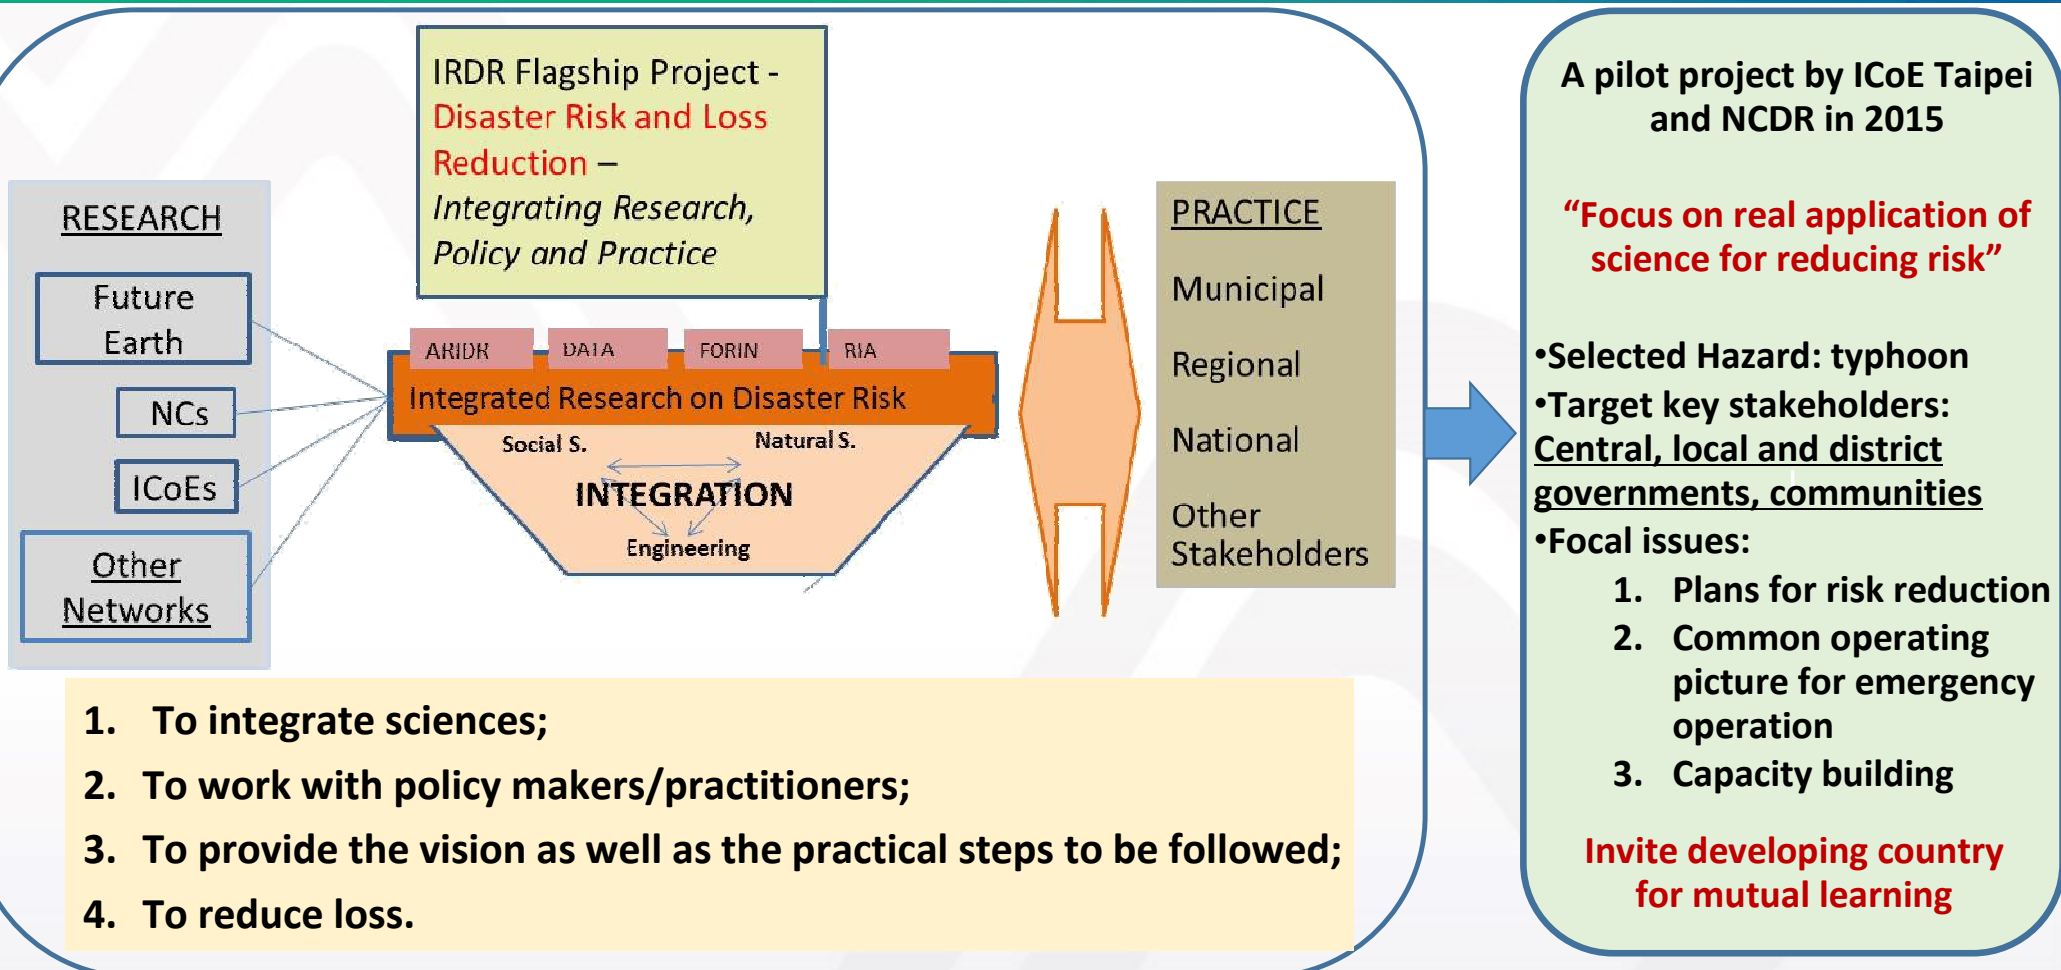 IRDR Flagship Project -
Disaster Risk and Loss
Reduction –
Integrating Research,
Policy and Practice
RESEARCH
Future
Earth
NCs
ICoEs
Other
Networks
ARIDR
DATA
FORIN
RIA
Integrated Research on Disaster Risk
Social S.
Natural S.
INTEGRATION
Engineering
PRACTICE
Municipal
Regional
National
Other
Stakeholders
1. To integrate sciences;
2. To work with policy makers/practitioners;
3. To provide the vision as well as the practical steps to be followed;
4. To reduce loss.
A pilot project by ICoE Taipei
and NCDR in 2015
“Focus on real application of
science for reducing risk”
•Selected Hazard: typhoon
•Target key stakeholders:
Central, local and district
governments, communities
•Focal issues:
1. Plans for risk reduction
2. Common operating
picture for emergency
operation
3. Capacity building
Invite developing country
for mutual learning